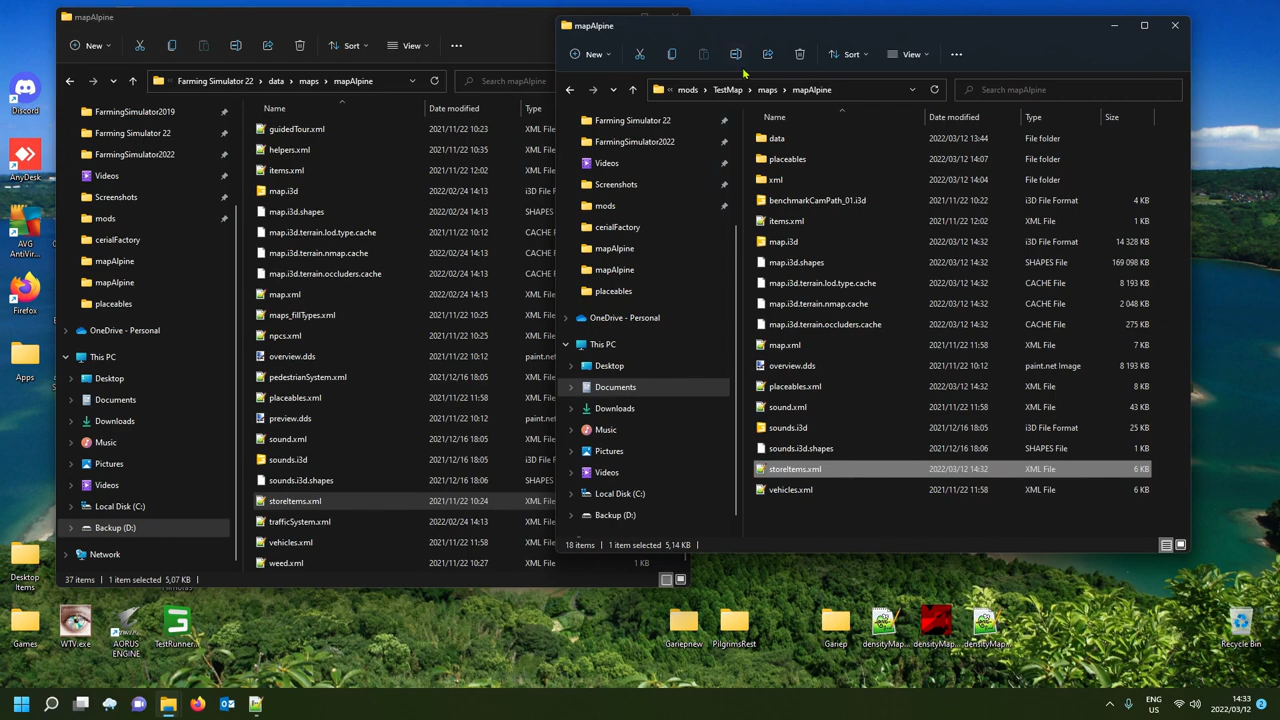 mapAlpine
New
Sort
View
Farming Simulator 22 > data > maps > mapAlpine
Search mapAlpine
FarmingSimulator2019
Farming Simulator 22
FarmingSimulator2022
Videos
Screenshots
mods
cerialFactory
mapAlpine
mapAlpine
placeables
OneDrive - Personal
This PC
Desktop
Documents
Downloads
Music
Pictures
Videos
Local Disk (C:)
Backup (D:)
Network
Name Date modified Type
guidedTour.xml 2021/11/22 10:23 XML File
helpers.xml 2021/11/22 10:35 XML File
items.xml 2021/11/22 12:02 XML File
map.i3d 2022/02/24 14:13 i3D File F
map.i3d.shapes 2022/02/24 14:13 SHAPES
map.i3d.terrain.lod.type.cache 2022/02/24 14:13 CACHE F
map.i3d.terrain.nmap.cache 2022/02/24 14:13 CACHE F
map.i3d.terrain.occluders.cache 2022/02/24 14:13 CACHE F
map.xml 2022/02/24 14:13 XML File
maps_fillTypes.xml 2021/11/22 10:25 XML File
npcs.xml 2021/11/22 10:25 XML File
overview.dds 2021/11/22 10:12 paint.net
pedestrianSystem.xml 2021/12/16 18:05 XML File
placeables.xml 2021/11/22 11:58 XML File
preview.dds 2021/11/22 10:12 paint.net
sound.xml 2021/12/16 18:05 XML File
sounds.i3d 2021/12/16 18:05 i3D File F
sounds.i3d.shapes 2021/12/16 18:05 SHAPES
storeItems.xml 2021/11/22 10:24 XML File
trafficSystem.xml 2022/02/24 14:13 XML File
vehicles.xml 2021/11/22 11:58 XML File
weed.xml 2021/11/22 10:27 XML File 1 KB
37 items 1 item selected 5,07 KB
mapAlpine
New
Sort
View
« mods > TestMap > maps > mapAlpine
Search mapAlpine
Farming Simulator 22
FarmingSimulator2022
Videos
Screenshots
mods
cerialFactory
mapAlpine
mapAlpine
placeables
OneDrive - Personal
This PC
Desktop
Documents
Downloads
Music
Pictures
Videos
Local Disk (C:)
Backup (D:)
Name Date modified Type Size
data 2022/03/12 13:44 File folder
placeables 2022/03/12 14:07 File folder
xml 2022/03/12 14:04 File folder
benchmarkCamPath_01.i3d 2021/11/22 10:22 i3D File Format 4 KB
items.xml 2021/11/22 12:02 XML File 1 KB
map.i3d 2022/03/12 14:32 i3D File Format 14 328 KB
map.i3d.shapes 2022/03/12 14:32 SHAPES File 169 098 KB
map.i3d.terrain.lod.type.cache 2022/03/12 14:32 CACHE File 8 193 KB
map.i3d.terrain.nmap.cache 2022/03/12 14:32 CACHE File 2 048 KB
map.i3d.terrain.occluders.cache 2022/03/12 14:32 CACHE File 275 KB
map.xml 2021/11/22 11:58 XML File 7 KB
overview.dds 2021/11/22 10:12 paint.net Image 8 193 KB
placeables.xml 2022/03/12 14:32 XML File 8 KB
sound.xml 2021/11/22 11:58 XML File 43 KB
sounds.i3d 2021/12/16 18:05 i3D File Format 25 KB
sounds.i3d.shapes 2021/12/16 18:06 SHAPES File 1 KB
storeItems.xml 2022/03/12 14:32 XML File 6 KB
vehicles.xml 2021/11/22 11:58 XML File 6 KB
18 items 1 item selected 5,14 KB
Discord
AnyDesk
AVG
AntiVir...
Firefox
Apps
Desktop
Items
Games
WTV.exe
AORUS
ENGINE
TestRunner...
Gariepnew
PilgrimsRest
Gariep
densityMap...
densityMap...
densityMap...
Recycle Bin
ENG
US
14:33
2022/03/12
2